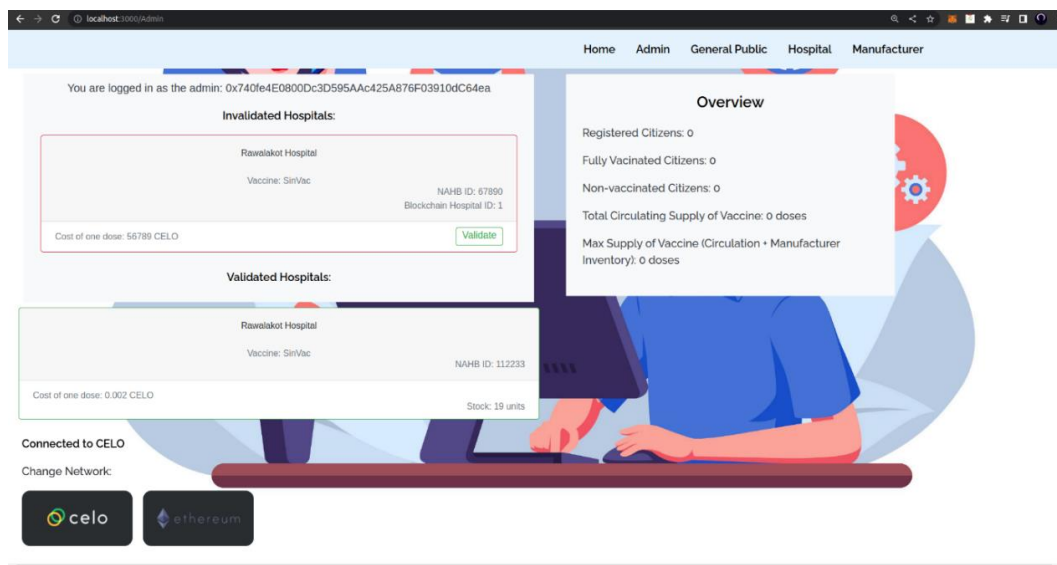 localhost:3000/Admin
Home Admin General Public Hospital Manufacturer
You are logged in as the admin: 0x740fe4E0800Dc3D595AAc425A876F03910dC64ea
Invalidated Hospitals:
Rawalakot Hospital
Vaccine: SinVac
NAHB ID: 67890
Blockchain Hospital ID: 1
Cost of one dose: 56789 CELO
Validate
Validated Hospitals:
Rawalakot Hospital
Vaccine: SinVac
NAHB ID: 112233
Cost of one dose: 0.002 CELO
Stock: 19 units
Connected to CELO
Change Network:
celo
ethereum
Overview
Registered Citizens: 0
Fully Vacinated Citizens: 0
Non-vaccinated Citizens: 0
Total Circulating Supply of Vaccine: 0 doses
Max Supply of Vaccine (Circulation + Manufacturer
Inventory): 0 doses